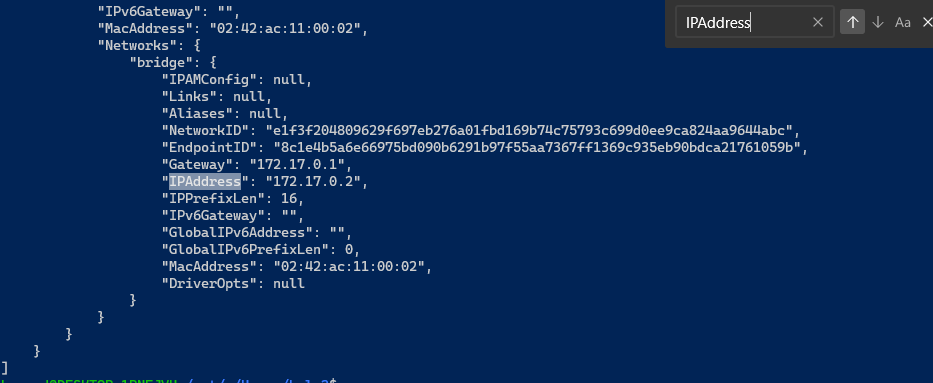 "IPv6Gateway": "",
"MacAddress": "02:42:ac:11:00:02",
"Networks": {
"bridge": {
"IPAMConfig": null,
"Links": null,
"Aliases": null,
"NetworkID": "e1f3f204809629f697eb276a01fbd169b74c75793c699d0ee9ca824aa9644abc",
"EndpointID": "8c1e4b5a6e66975bd090b6291b97f55aa7367ff1369c935eb90bdca21761059b",
"Gateway": "172.17.0.1",
"IPAddress": "172.17.0.2",
"IPPrefixLen": 16,
"IPv6Gateway": "",
"GlobalIPv6Address": "",
"GlobalIPv6PrefixLen": 0,
"MacAddress": "02:42:ac:11:00:02",
"DriverOpts": null
}
}
}
}
]
IPAddress
Aa